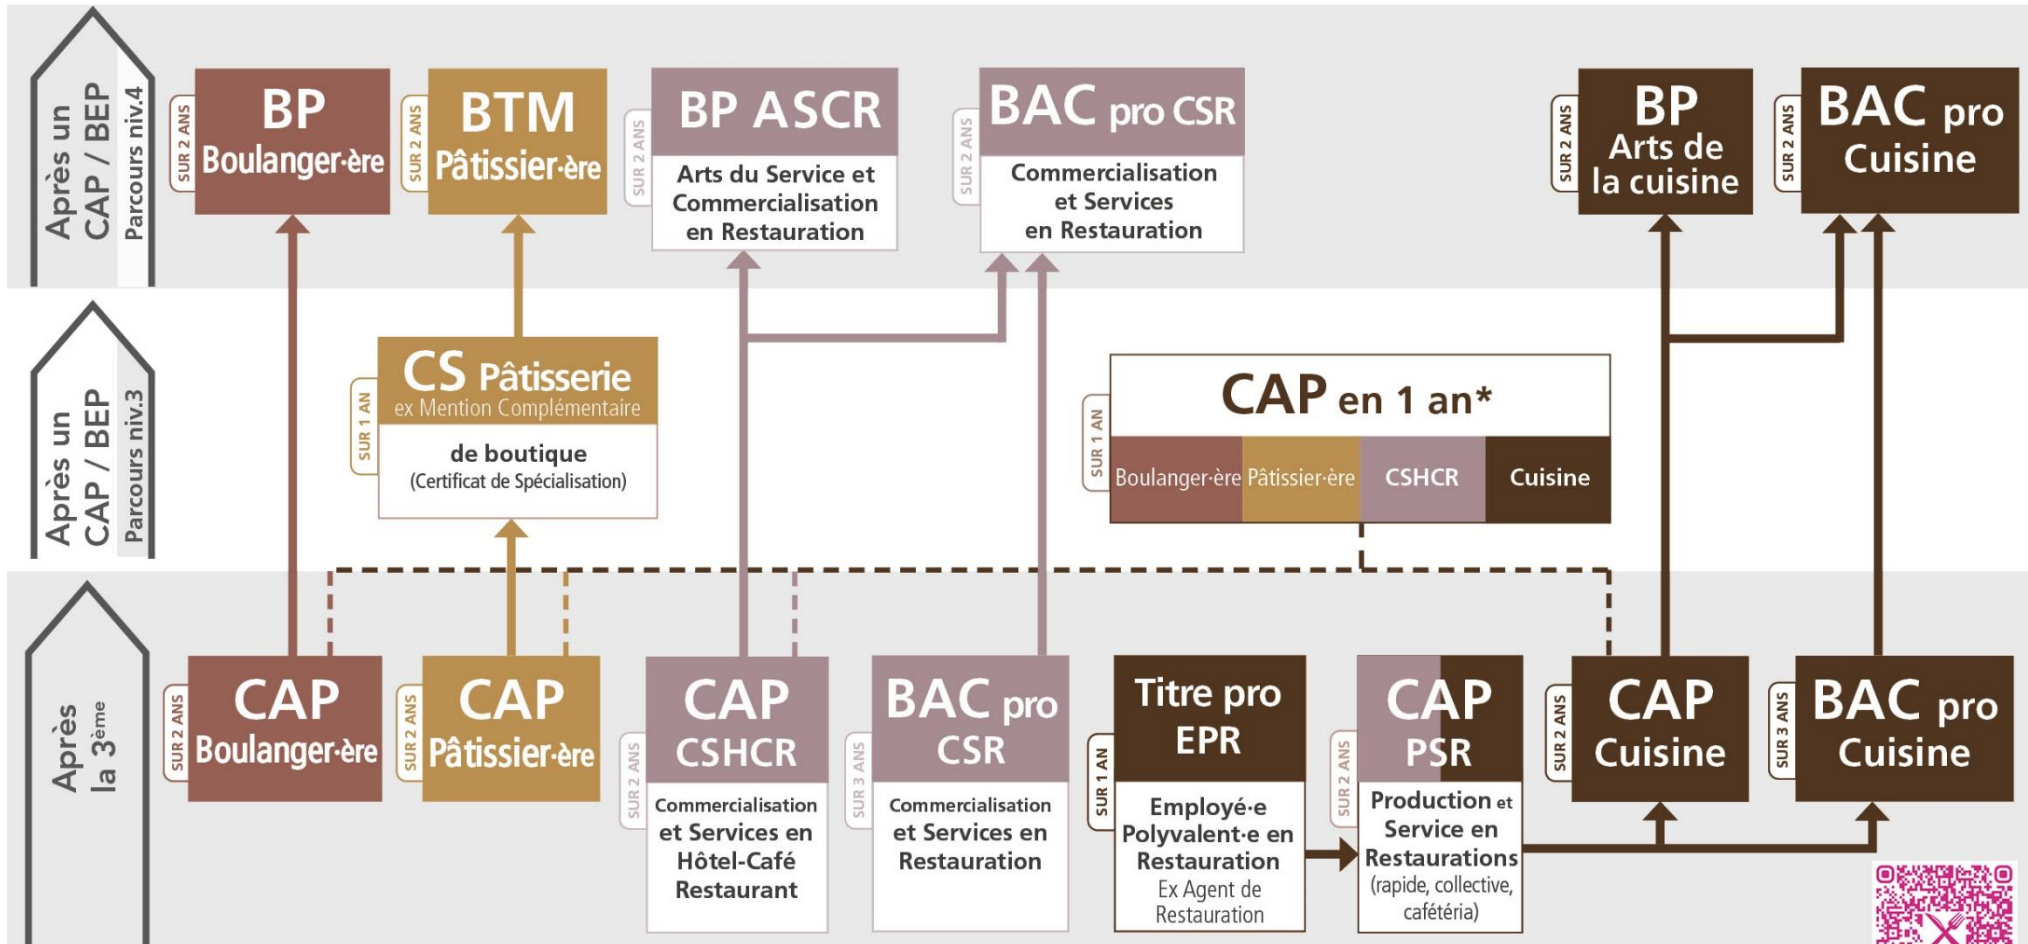 Après un
CAP / BEP
Parcours niv.4
SUR 2 ANS
BP
Boulanger·ère
SUR 2 ANS
BTM
Pâtissier·ère
SUR 2 ANS
BP ASCR
Arts du Service et
Commercialisation
en Restauration
SUR 2 ANS
BAC pro CSR
Commercialisation
et Services
en Restauration
SUR 2 ANS
BP
Arts de
la cuisine
SUR 2 ANS
BAC pro
Cuisine
Après un
CAP / BEP
Parcours niv.3
SUR 1 AN
CS Pâtisserie
ex Mention Complémentaire
de boutique
(Certificat de Spécialisation)
SUR 1 AN
CAP en 1 an*
Boulanger·ère
Pâtissier·ère
CSHCR
Cuisine
Après
la 3ème
SUR 2 ANS
CAP
Boulanger·ère
SUR 2 ANS
CAP
Pâtissier·ère
SUR 2 ANS
CAP
CSHCR
Commercialisation
et Services en
Hôtel-Café
Restaurant
SUR 3 ANS
BAC pro
CSR
Commercialisation
et Services en
Restauration
SUR 1 AN
Titre pro
EPR
Employé·e
Polyvalent·e en
Restauration
Ex Agent de
Restauration
SUR 2 ANS
CAP
PSR
Production et
Service en
Restaurations
(rapide, collective,
cafétéria)
SUR 2 ANS
CAP
Cuisine
SUR 3 ANS
BAC pro
Cuisine